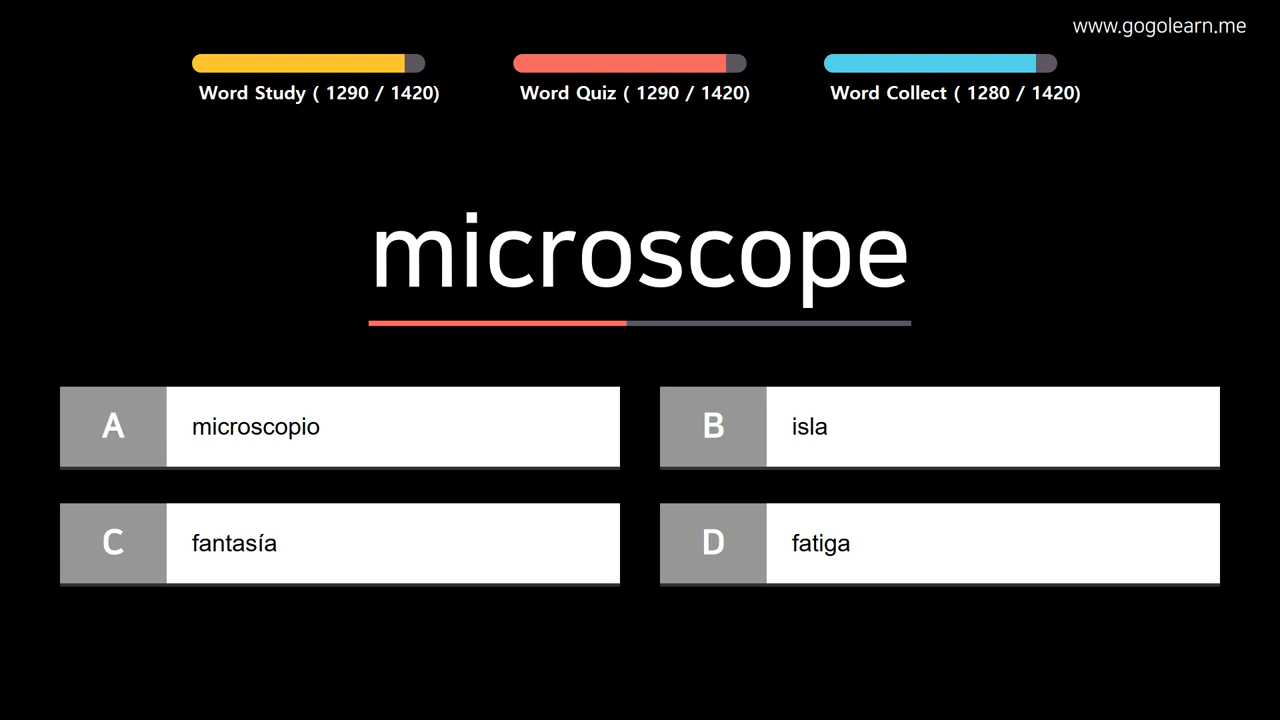 www.gogolearn.me
Word Study ( 1290 / 1420)
Word Quiz ( 1290 / 1420)
Word Collect ( 1280 / 1420)
microscope
A
microscopio
B
isla
C
fantasía
D
fatiga